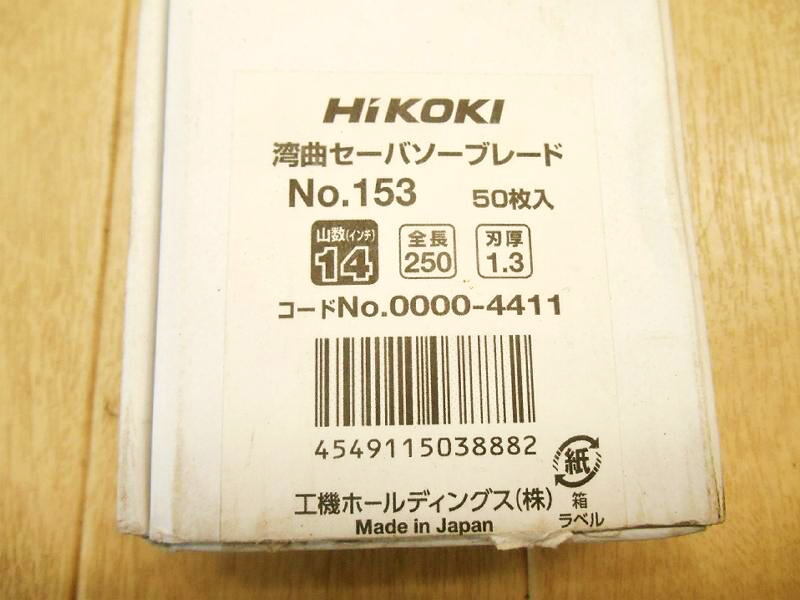 HiKOKI
湾曲セーバソーブレード
No.153 50枚入
山数(インチ) 14
全長 250
刃厚 1.3
コードNo.0000-4411
4549115038882
紙
箱
ラベル
工機ホールディングス(株)
Made in Japan